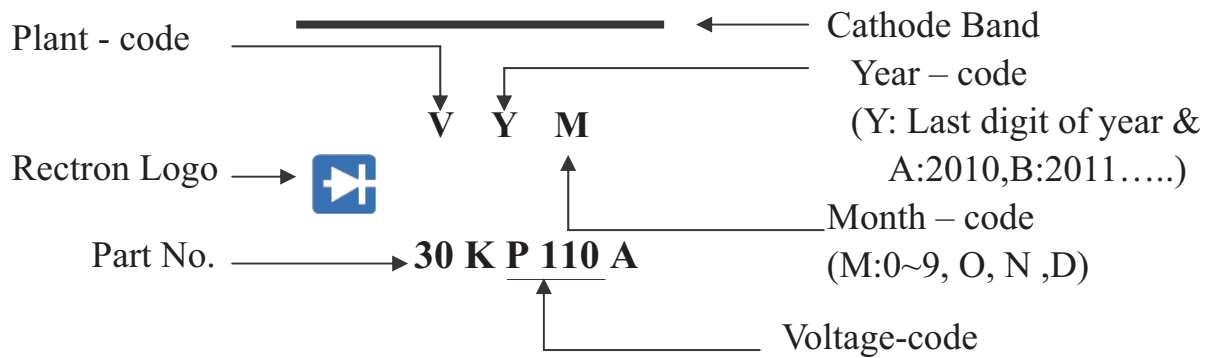 Plant - code
Cathode Band
Year – code
V Y M
(Y: Last digit of year &
A:2010,B:2011…..)
Rectron Logo
Month – code
Part No.
30 K P 110 A
(M:0~9, O, N ,D)
Voltage-code